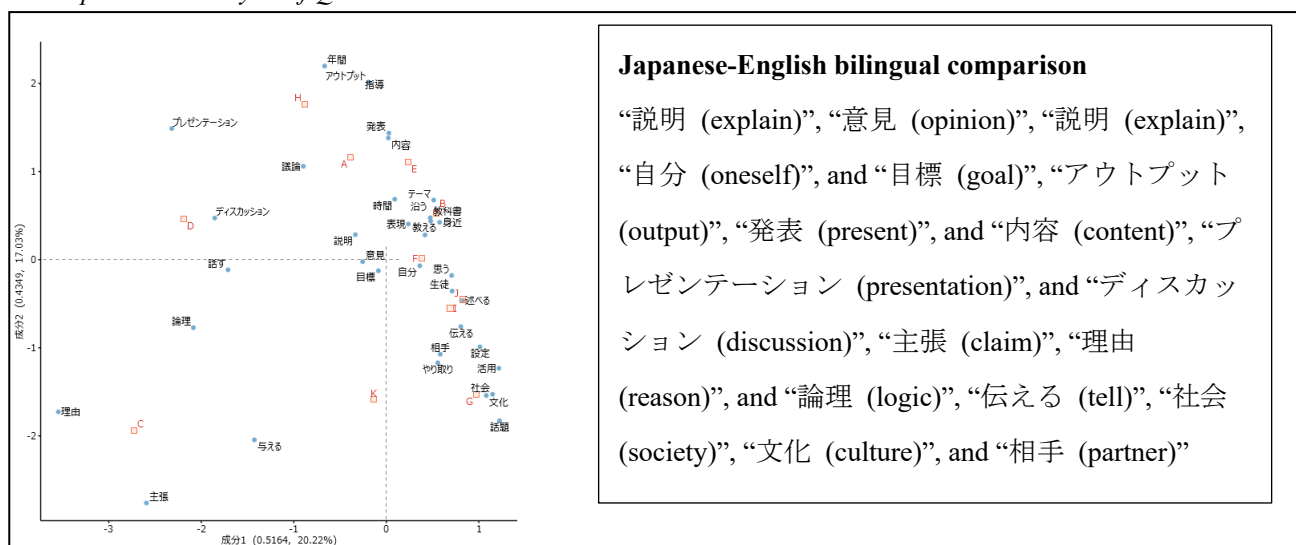 年間
アウトプット
指導
H
プレゼンテーション
発表
内容
A
E
議論
テーマ
B
時間
沿う
教科書
ディスカッション
D
表現
教える
身近
説明
意見
F
話す
目標
自分
思う
生徒
J
述べる
I
論理
伝える
相手
設定
やり取り
活用
社会
K
G
文化
理由
話題
C
与える
主張
2
1
0
-1
-2
-3
-2
-1
0
1
成分1 (0.5164, 20.22%)
成分2 (0.4349, 17.03%)
Japanese-English bilingual comparison
“説明 (explain)”, “意見 (opinion)”, “説明 (explain)”,
“自分 (oneself)”, and “目標 (goal)”, “アウトプット
(output)”, “発表 (present)”, and “内容 (content)”, “プ
レゼンテーション (presentation)”, and “ディスカッ
ション (discussion)”, “主張 (claim)”, “理由
(reason)”, and “論理 (logic)”, “伝える (tell)”, “社会
(society)”, “文化 (culture)”, and “相手 (partner)”